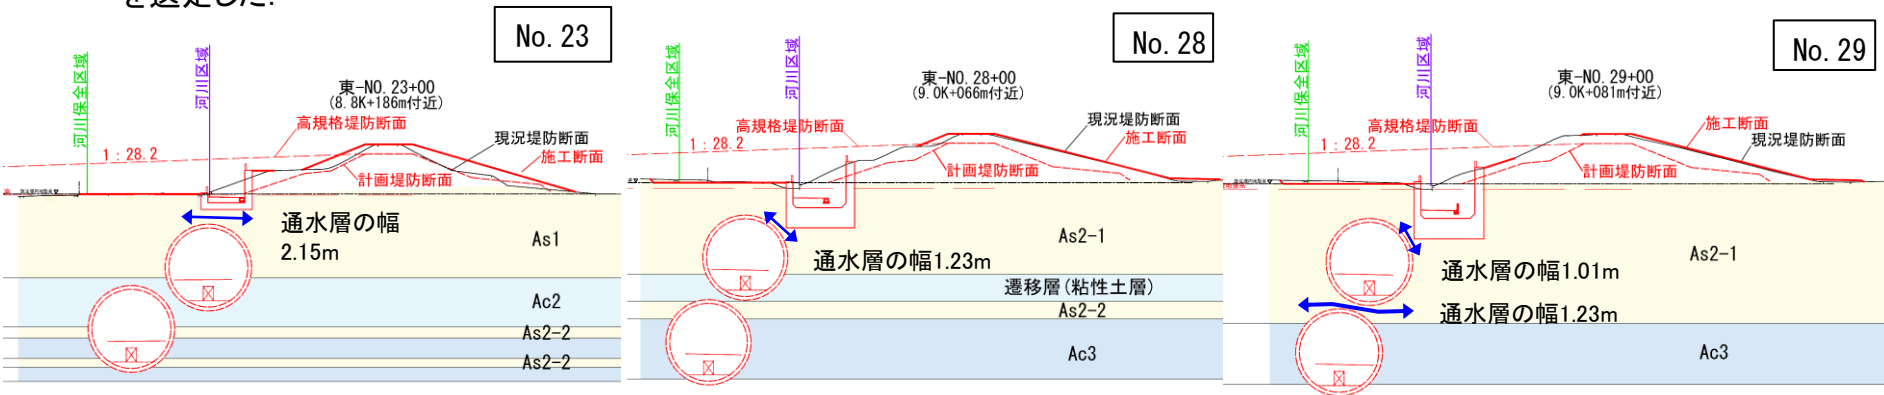 を選定した.
No. 23
河川保全区域
河川区域
東-NO. 23+00
(8. 8K+186m付近)
高規格堤防断面
現況堤防断面
1 : 28. 2
施工断面
計画堤防断面
通水層の幅
2.15m
As1
Ac2
As2-2
As2-2
No. 28
河川保全区域
河川区域
東-NO. 28+00
(9. 0K+066m付近)
高規格堤防断面
現況堤防断面
施工断面
1 : 28. 2
計画堤防断面
As2-1
通水層の幅1.23m
遷移層(粘性土層)
As2-2
Ac3
No. 29
河川保全区域
河川区域
東-NO. 29+00
(9. 0K+081m付近)
高規格堤防断面
施工断面
現況堤防断面
1 : 28. 2
計画堤防断面
As2-1
通水層の幅1.01m
通水層の幅1.23m
Ac3